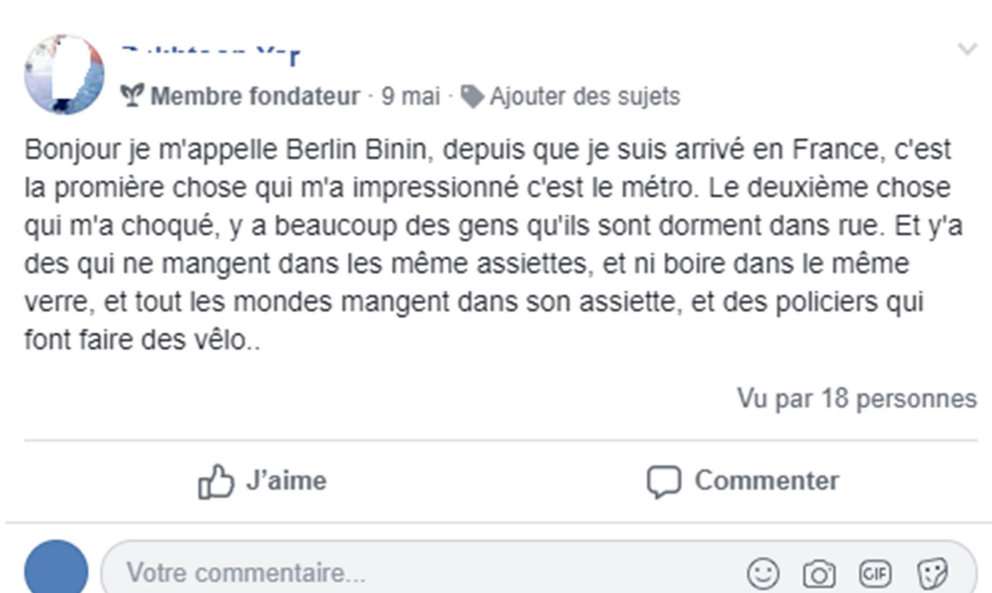 Membre fondateur · 9 mai · Ajouter des sujets
Bonjour je m'appelle Berlin Binin, depuis que je suis arrivé en France, c'est
la promière chose qui m'a impressionné c'est le métro. Le deuxième chose
qui m'a choqué, y a beaucoup des gens qu'ils sont dorment dans rue. Et y'a
des qui ne mangent dans les même assiettes, et ni boire dans le même
verre, et tout les mondes mangent dans son assiette, et des policiers qui
font faire des vêlo..
Vu par 18 personnes
J'aime Commenter
Votre commentaire... GIF